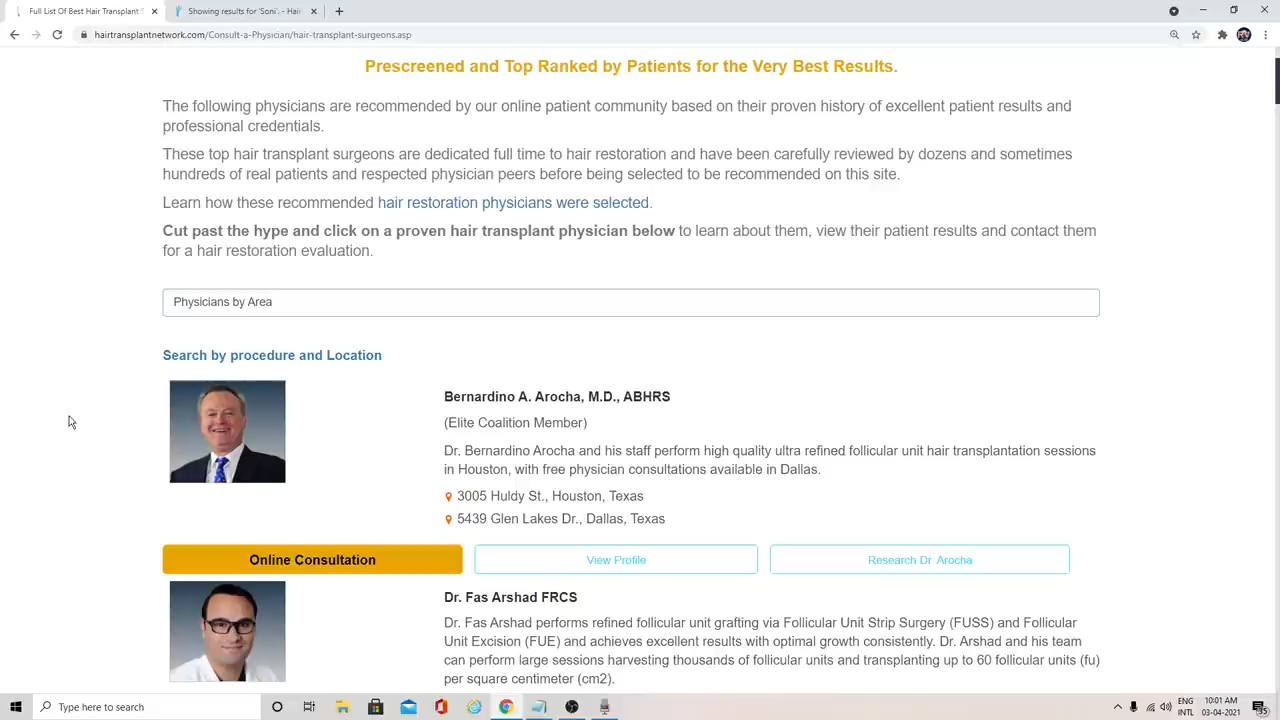 Full List Of Best Hair Transplant S
Showing results for 'Soni'. - Hair
hairtransplantnetwork.com/Consult-a-Physician/hair-transplant-surgeons.asp
Prescreened and Top Ranked by Patients for the Very Best Results.
The following physicians are recommended by our online patient community based on their proven history of excellent patient results and
professional credentials.
These top hair transplant surgeons are dedicated full time to hair restoration and have been carefully reviewed by dozens and sometimes
hundreds of real patients and respected physician peers before being selected to be recommended on this site.
Learn how these recommended hair restoration physicians were selected.
Cut past the hype and click on a proven hair transplant physician below to learn about them, view their patient results and contact them
for a hair restoration evaluation.
Physicians by Area
Search by procedure and Location
Bernardino A. Arocha, M.D., ABHRS
(Elite Coalition Member)
Dr. Bernardino Arocha and his staff perform high quality ultra refined follicular unit hair transplantation sessions
in Houston, with free physician consultations available in Dallas.
3005 Huldy St., Houston, Texas
5439 Glen Lakes Dr., Dallas, Texas
Online Consultation
View Profile
Research Dr Arocha
Dr. Fas Arshad FRCS
Dr. Fas Arshad performs refined follicular unit grafting via Follicular Unit Strip Surgery (FUSS) and Follicular
Unit Excision (FUE) and achieves excellent results with optimal growth consistently. Dr. Arshad and his team
can perform large sessions harvesting thousands of follicular units and transplanting up to 60 follicular units (fu)
per square centimeter (cm2).
Type here to search
ENG
INTL
10:01 AM
03-04-2021
35